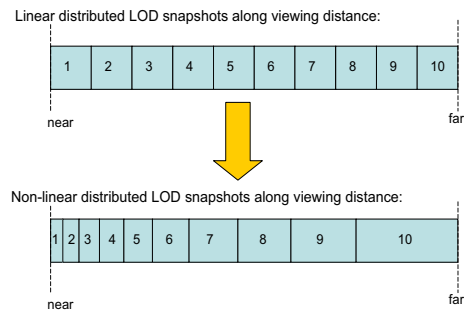 Linear distributed LOD snapshots along viewing distance:
1 2 3 4 5 6 7 8 9 10
near far
Non-linear distributed LOD snapshots along viewing distance:
1 2 3 4 5 6 7 8 9 10
near far